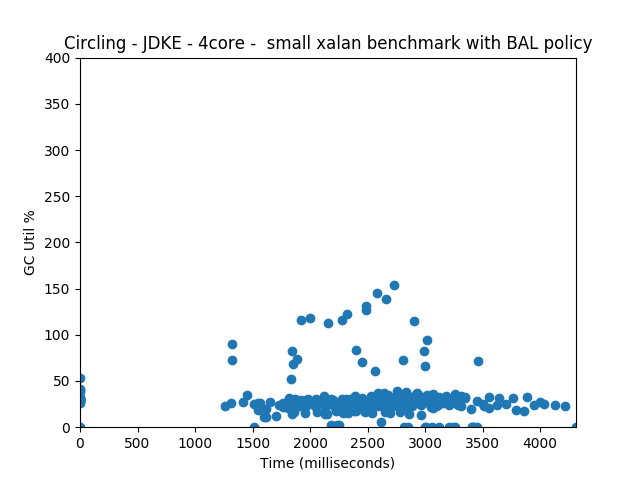 Circling - JDKE - 4core -  small xalan benchmark with BAL policy
400
350
300
250
200
150
100
50
0
GC Util %
0 500 1000 1500 2000 2500 3000 3500 4000
Time (milliseconds)